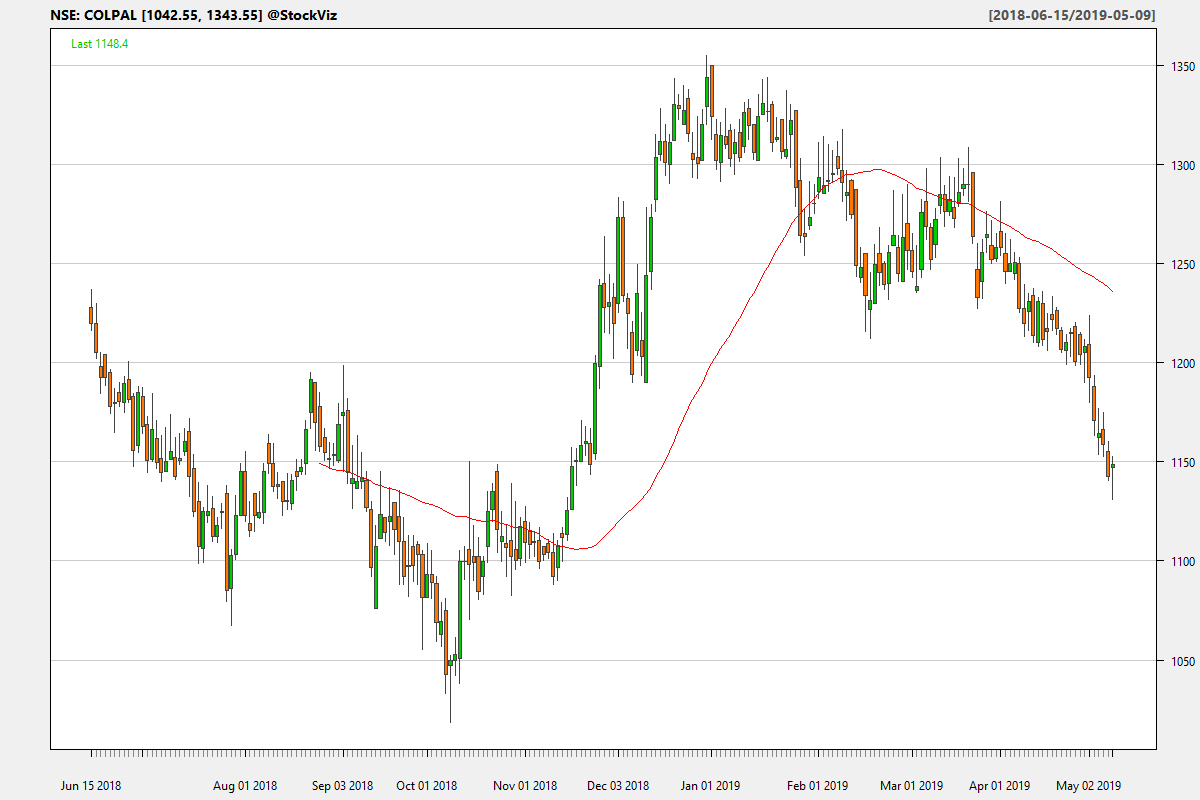 NSE: COLPAL [1042.55, 1343.55] @StockViz
[2018-06-15/2019-05-09]
Last 1148.4
1350
1300
1250
1200
1150
1100
1050
Jun 15 2018 Aug 01 2018 Sep 03 2018 Oct 01 2018 Nov 01 2018 Dec 03 2018 Jan 01 2019 Feb 01 2019 Mar 01 2019 Apr 01 2019 May 02 2019